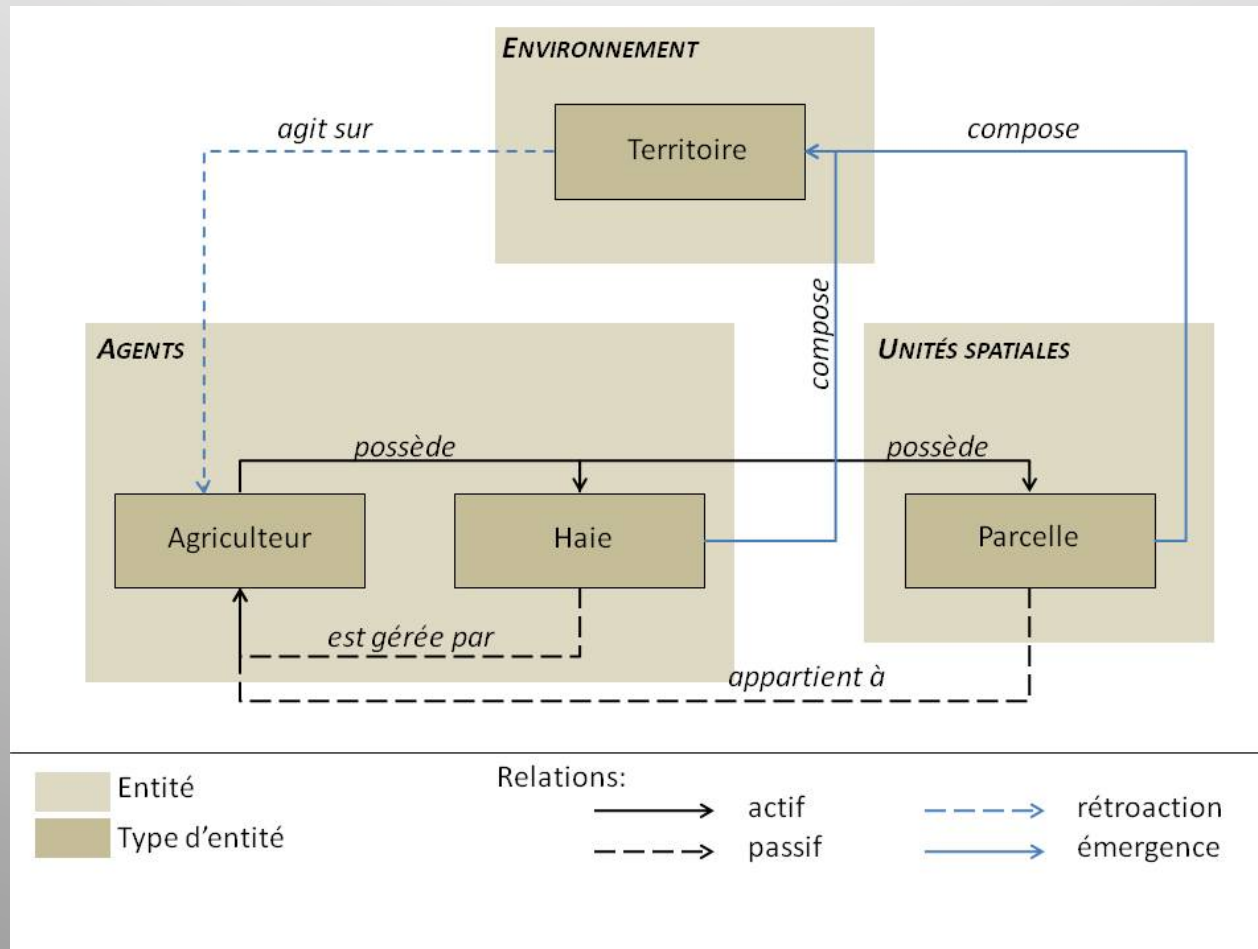 ENVIRONNEMENT
agit sur
Territoire
compose
compose
AGENTS
UNITÉS SPATIALES
possède
possède
Agriculteur
Haie
Parcelle
est gérée par
appartient à
Entité
Type d'entité
Relations:
actif
passif
rétroaction
émergence